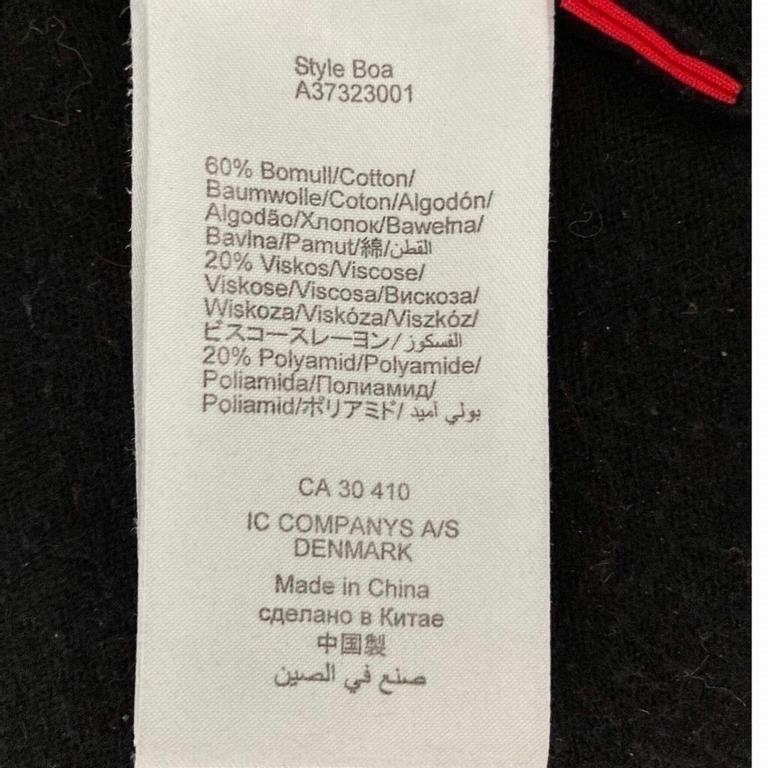 Style Boa
A37323001
60% Bomull/Cotton/
Baumwolle/Coton/Algodón/
Algodão/Хлопок/Bawełna/
Bavlna/Pamut/綿/القطن
20% Viskos/Viscose/
Viskose/Viscosa/Вискоза/
Wiskoza/Viskóza/Viszkóz/
ビスコースレーヨン/الفسكوز
20% Polyamid/Polyamide/
Poliamida/Полиамид/
Poliamid/ポリアミド/بولي أميد
CA 30 410
IC COMPANYS A/S
DENMARK
Made in China
сделано в Китае
中国製
صنع في الصين